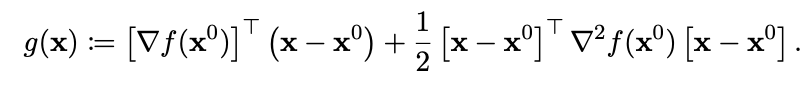 g(x) := [∇f(x⁰)]⊤ (x − x⁰) + 1/2 [x − x⁰]⊤ ∇²f(x⁰) [x − x⁰] .